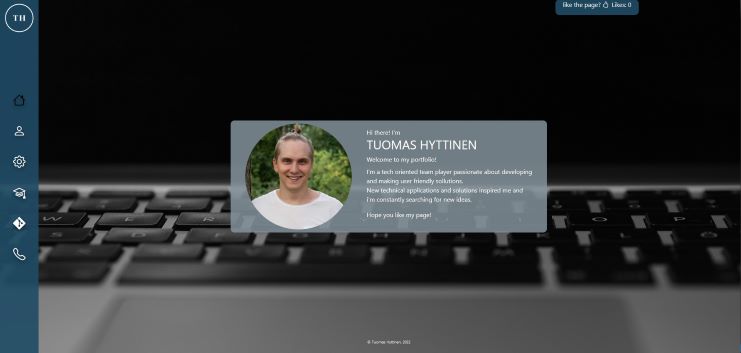 TH
like the page? Likes: 0
Hi there! I'm
TUOMAS HYTTINEN
Welcome to my portfolio!
I'm a tech oriented team player passionate about developing
and making user friendly sollutions.
New technical applications and solutions inspired me and
i'm constantly searching for new ideas.
Hope you like my page!
© Tuomas Hyttinen, 2022